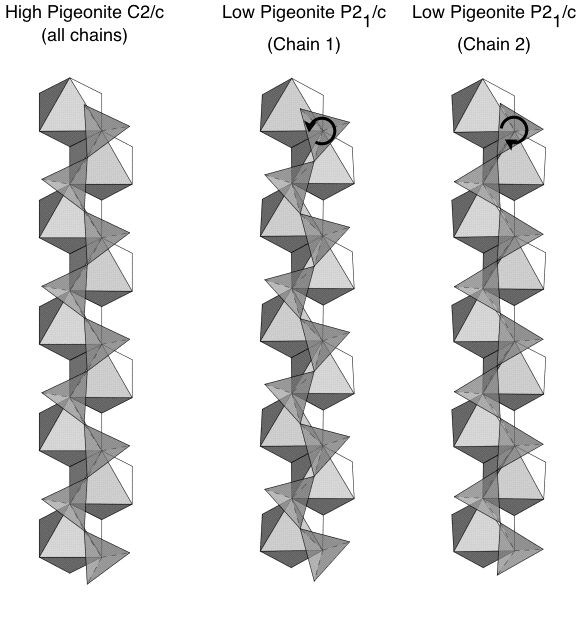 High Pigeonite C2/c
(all chains)
Low Pigeonite P2₁/c
(Chain 1)
Low Pigeonite P2₁/c
(Chain 2)